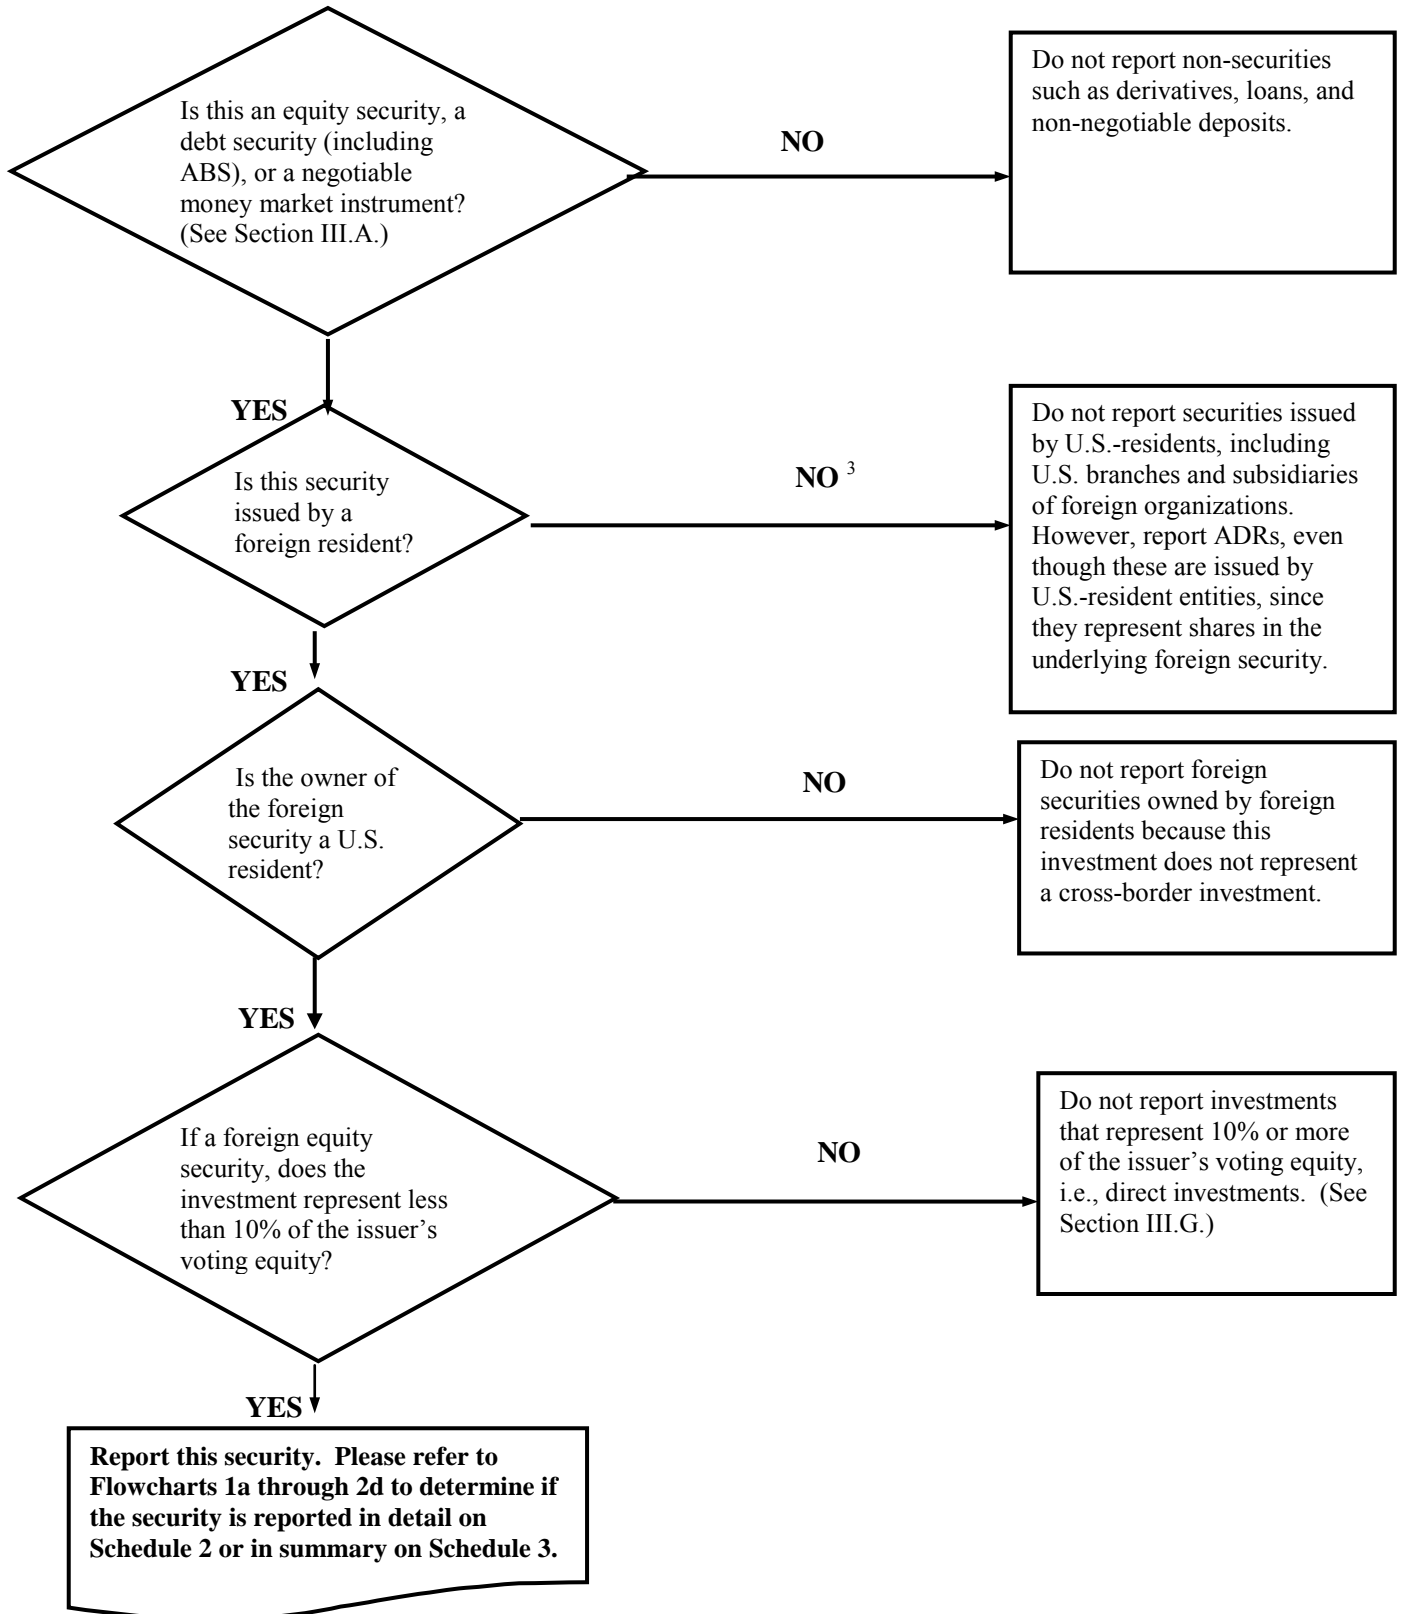 Is this an equity security, a
debt security (including
ABS), or a negotiable
money market instrument?
(See Section III.A.)
NO
Do not report non-securities
such as derivatives, loans, and
non-negotiable deposits.
YES
Is this security
issued by a
foreign resident?
NO 3
Do not report securities issued
by U.S.-residents, including
U.S. branches and subsidiaries
of foreign organizations.
However, report ADRs, even
though these are issued by
U.S.-resident entities, since
they represent shares in the
underlying foreign security.
YES
Is the owner of
the foreign
security a U.S.
resident?
NO
Do not report foreign
securities owned by foreign
residents because this
investment does not represent
a cross-border investment.
YES
If a foreign equity
security, does the
investment represent less
than 10% of the issuer’s
voting equity?
NO
Do not report investments
that represent 10% or more
of the issuer’s voting equity,
i.e., direct investments.  (See
Section III.G.)
YES
Report this security.  Please refer to
Flowcharts 1a through 2d to determine if
the security is reported in detail on
Schedule 2 or in summary on Schedule 3.